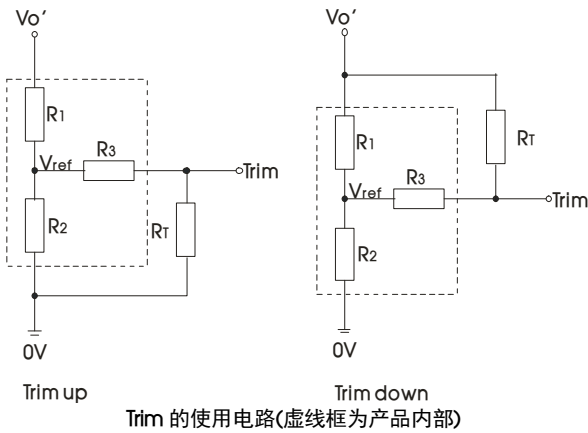 Vo'
R1
Vref
R3
Trim
R2
RT
0V
Trim up
Vo'
R1
RT
Vref
R3
Trim
R2
0V
Trim down
Trim 的使用电路(虚线框为产品内部)